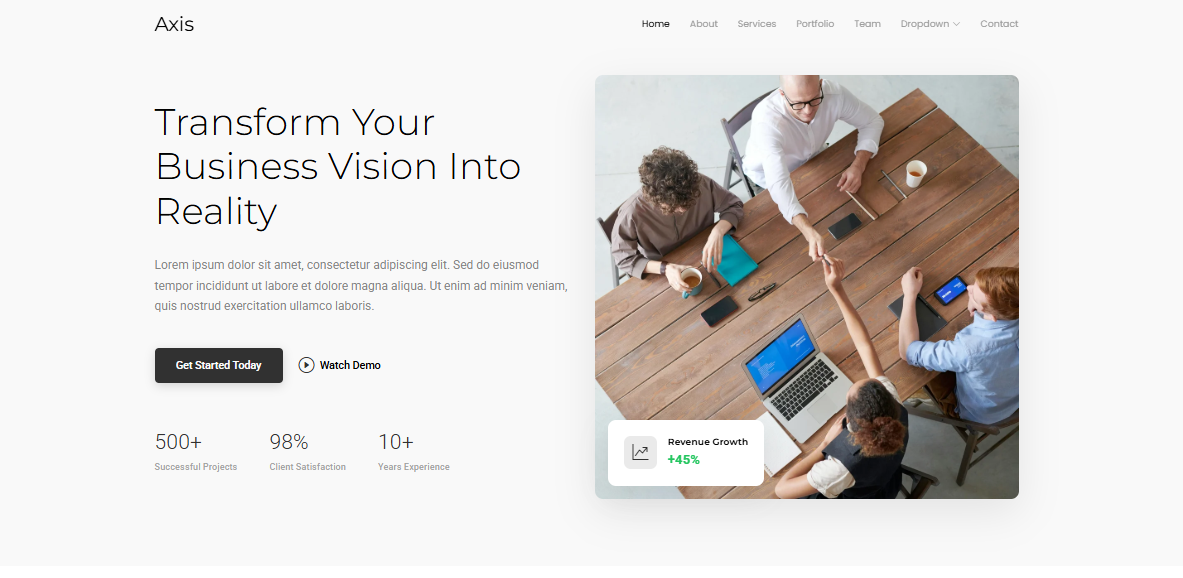 Axis
Home About Services Portfolio Team Dropdown Contact
Transform Your
Business Vision Into
Reality
Lorem ipsum dolor sit amet, consectetur adipiscing elit. Sed do eiusmod
tempor incididunt ut labore et dolore magna aliqua. Ut enim ad minim veniam,
quis nostrud exercitation ullamco laboris.
Get Started Today
Watch Demo
500+
Successful Projects
98%
Client Satisfaction
10+
Years Experience
Revenue Growth
+45%